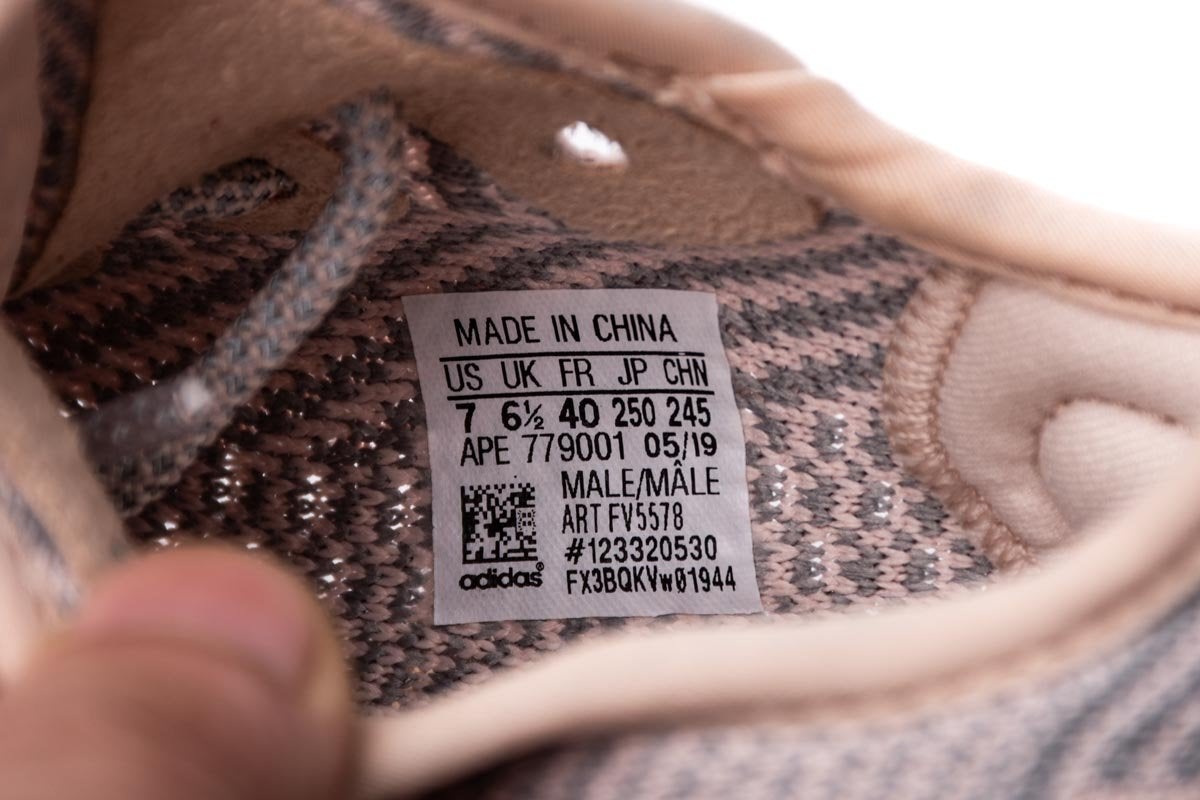 MADE IN CHINA
US UK FR JP CHN
7 6½ 40 250 245
APE 779001 05/19
MALE/MÂLE
ART FV5578
#123320530
FX3BQKVwØ1944
adidas®